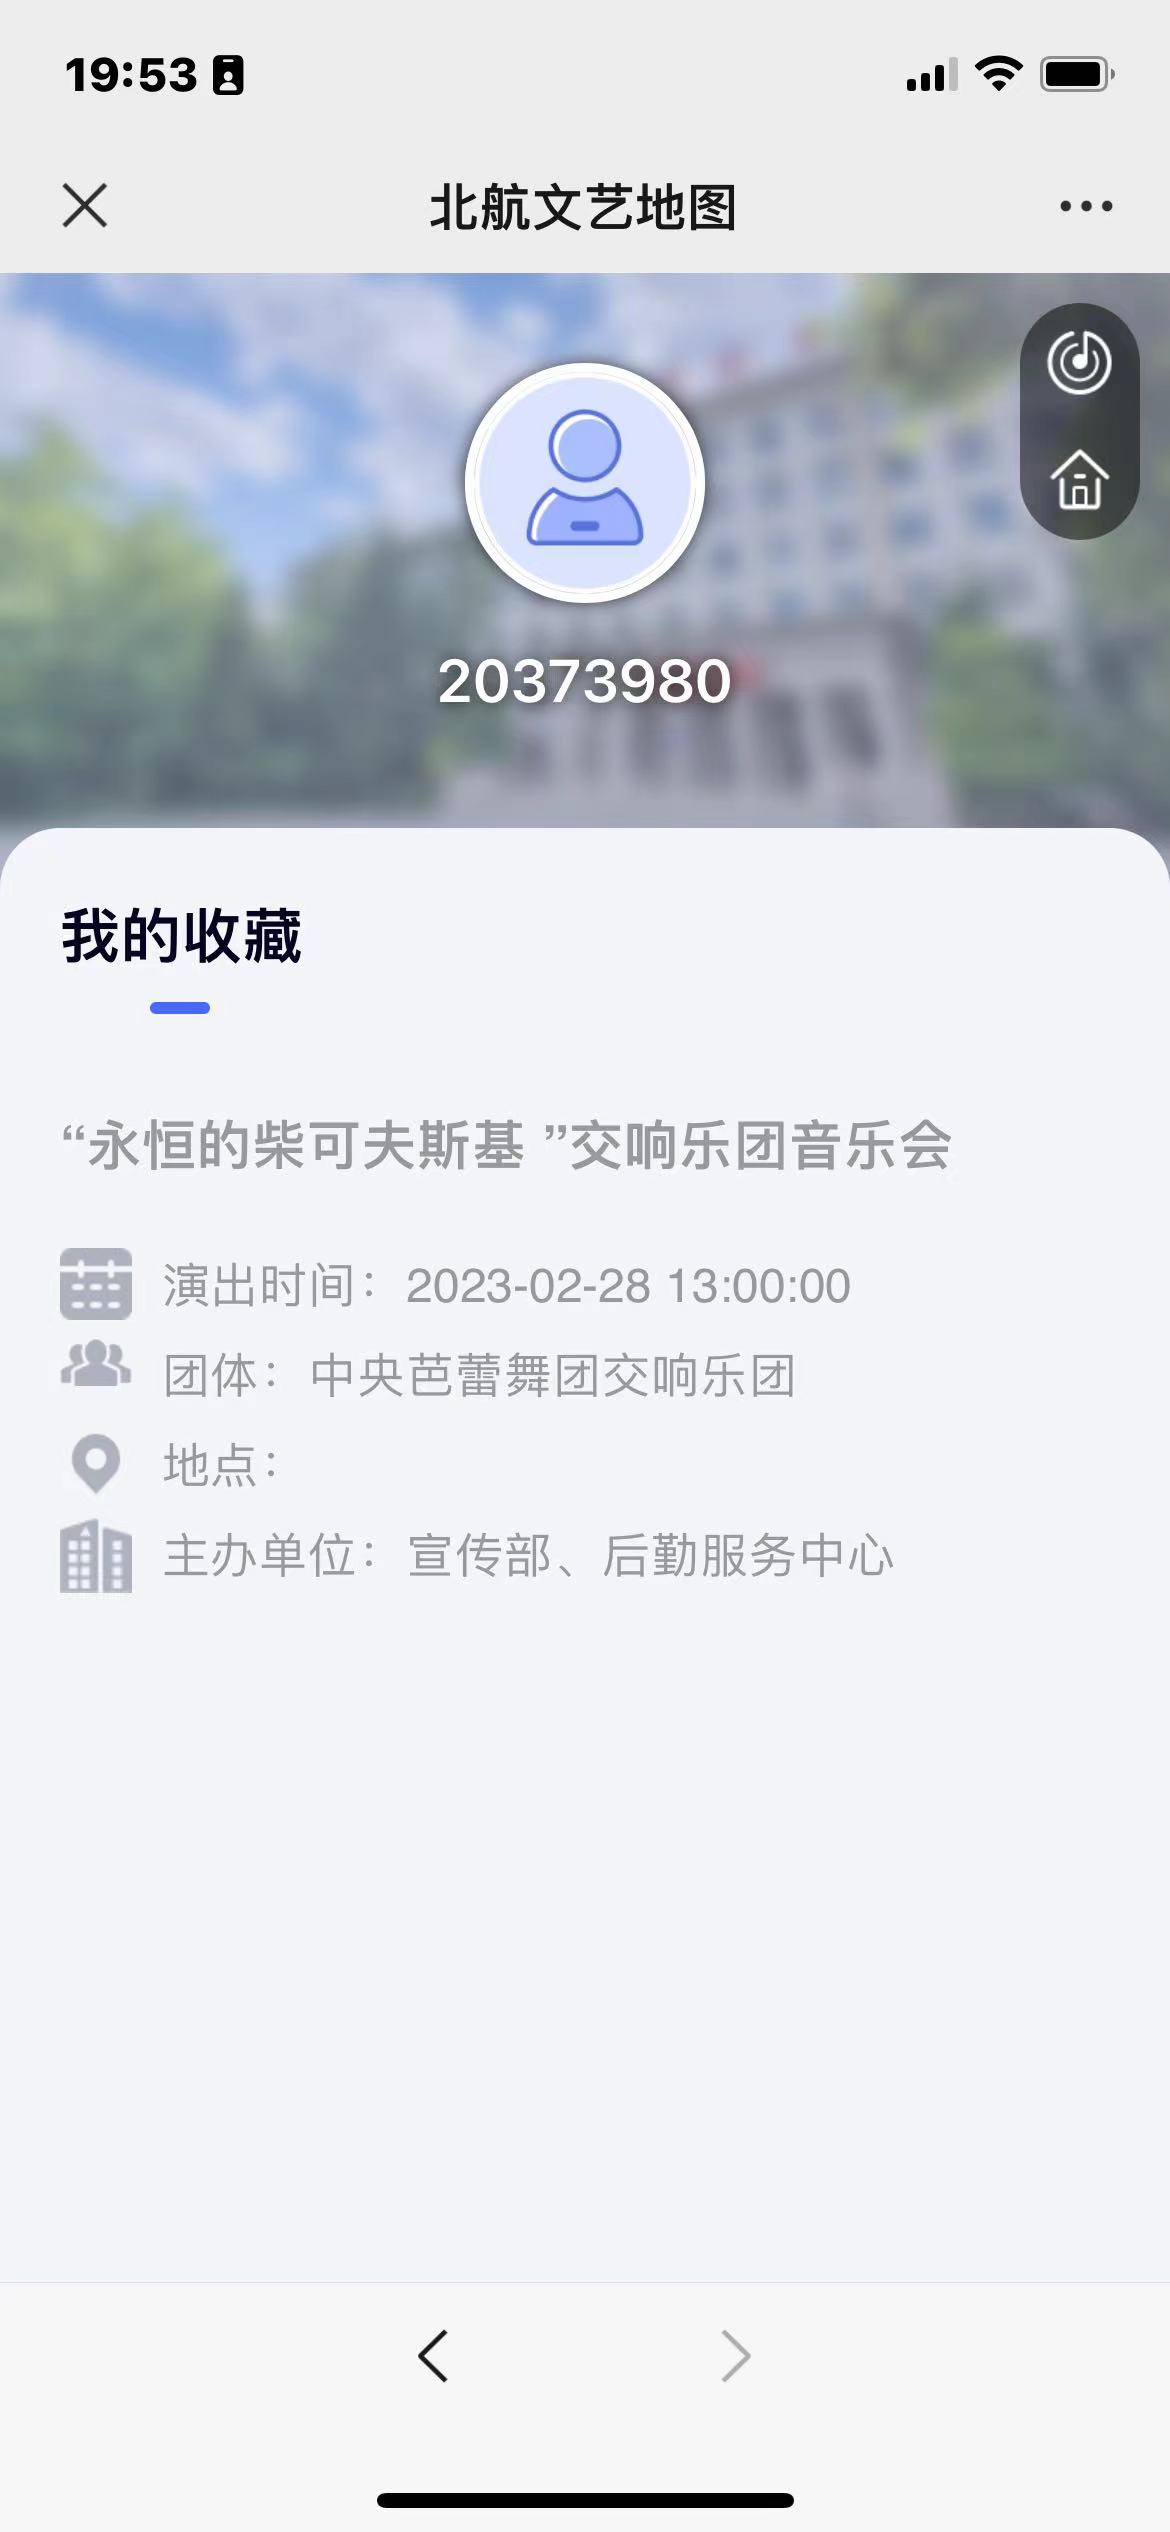 19:53
北航文艺地图
20373980
我的收藏
“永恒的柴可夫斯基 ”交响乐团音乐会
演出时间：2023-02-28 13:00:00
团体：中央芭蕾舞团交响乐团
地点：
主办单位：宣传部、后勤服务中心